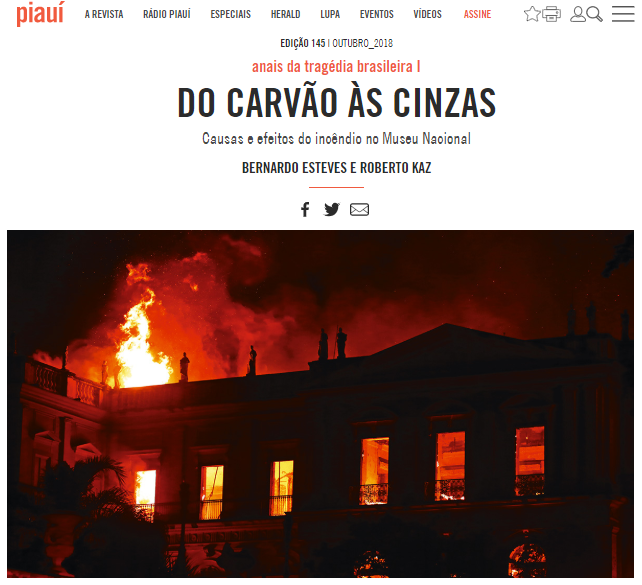 piauí
A REVISTA RÁDIO PIAUÍ ESPECIAIS HERALD LUPA EVENTOS VÍDEOS ASSINE
EDIÇÃO 145 | OUTUBRO_2018
anais da tragédia brasileira I
DO CARVÃO ÀS CINZAS
Causas e efeitos do incêndio no Museu Nacional
BERNARDO ESTEVES E ROBERTO KAZ